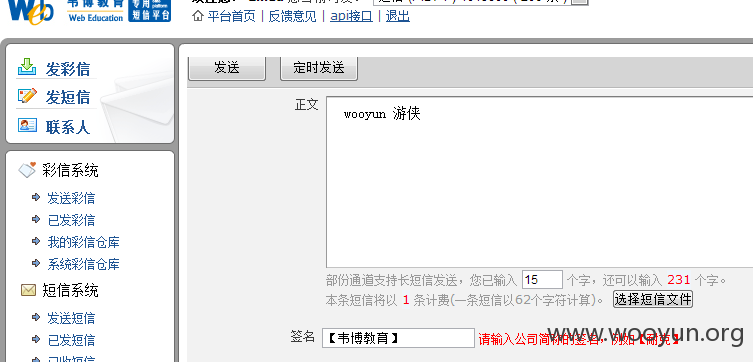 韦博教育
Web Education
专用
短信平台
平台首页 | 反馈意见 | api接口 | 退出
发彩信
发短信
联系人
彩信系统
发送彩信
已发彩信
我的彩信仓库
系统彩信仓库
短信系统
发送短信
已发短信
发送
定时发送
正文
wooyun 游侠
部份通道支持长短信发送，您已输入 15 个字，还可以输入 231 个字。
本条短信将以 1 条计费(一条短信以62个字符计算)。 选择短信文件
签名 【韦博教育】 请输入公司简称的签名，例如【耐克】
www.wooyun.org